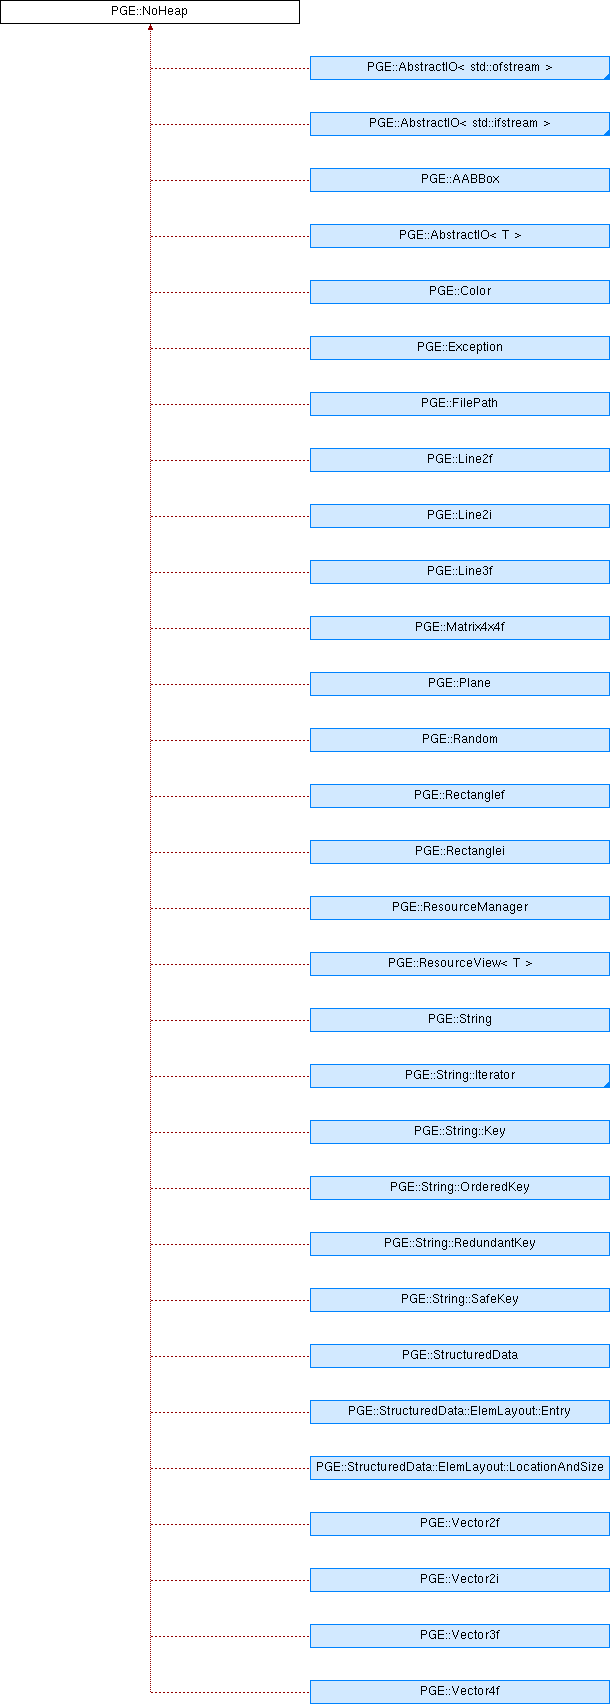 PGE::NoHeap
PGE::AbstractIO< std::ofstream >
PGE::AbstractIO< std::ifstream >
PGE::AABBox
PGE::AbstractIO< T >
PGE::Color
PGE::Exception
PGE::FilePath
PGE::Line2f
PGE::Line2i
PGE::Line3f
PGE::Matrix4x4f
PGE::Plane
PGE::Random
PGE::Rectanglef
PGE::Rectanglei
PGE::ResourceManager
PGE::ResourceView< T >
PGE::String
PGE::String::Iterator
PGE::String::Key
PGE::String::OrderedKey
PGE::String::RedundantKey
PGE::String::SafeKey
PGE::StructuredData
PGE::StructuredData::ElemLayout::Entry
PGE::StructuredData::ElemLayout::LocationAndSize
PGE::Vector2f
PGE::Vector2i
PGE::Vector3f
PGE::Vector4f